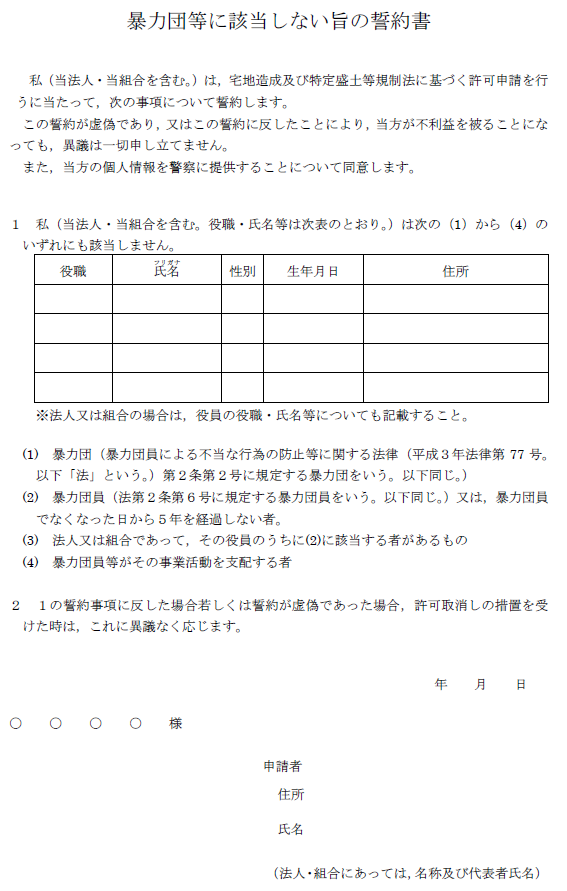 暴力団等に該当しない旨の誓約書
私（当法人・当組合を含む。）は，宅地造成及び特定盛土等規制法に基づく許可申請を行
うに当たって，次の事項について誓約します。
この誓約が虚偽であり，又はこの誓約に反したことにより，当方が不利益を被ることにな
っても，異議は一切申し立てません。
また，当方の個人情報を警察に提供することについて同意します。
１　私（当法人・当組合を含む。役職・氏名等は次表のとおり。）は次の（1）から（4）の
いずれにも該当しません。
フリガナ
役職　氏名　性別　生年月日　住所
※法人又は組合の場合は，役員の役職・氏名等についても記載すること。
(1)　暴力団（暴力団員による不当な行為の防止等に関する法律（平成３年法律第 77 号。
以下「法」という。）第２条第２号に規定する暴力団をいう。以下同じ。）
(2)　暴力団員（法第２条第６号に規定する暴力団員をいう。以下同じ。）又は，暴力団員
でなくなった日から５年を経過しない者。
(3)　法人又は組合であって，その役員のうちに(2)に該当する者があるもの
(4)　暴力団員等がその事業活動を支配する者
２　１の誓約事項に反した場合若しくは誓約が虚偽であった場合，許可取消しの措置を受
けた時は，これに異議なく応じます。
年　　月　　日
○　　○　　○　　○　　様
申請者
住所
氏名
（法人・組合にあっては，名称及び代表者氏名）